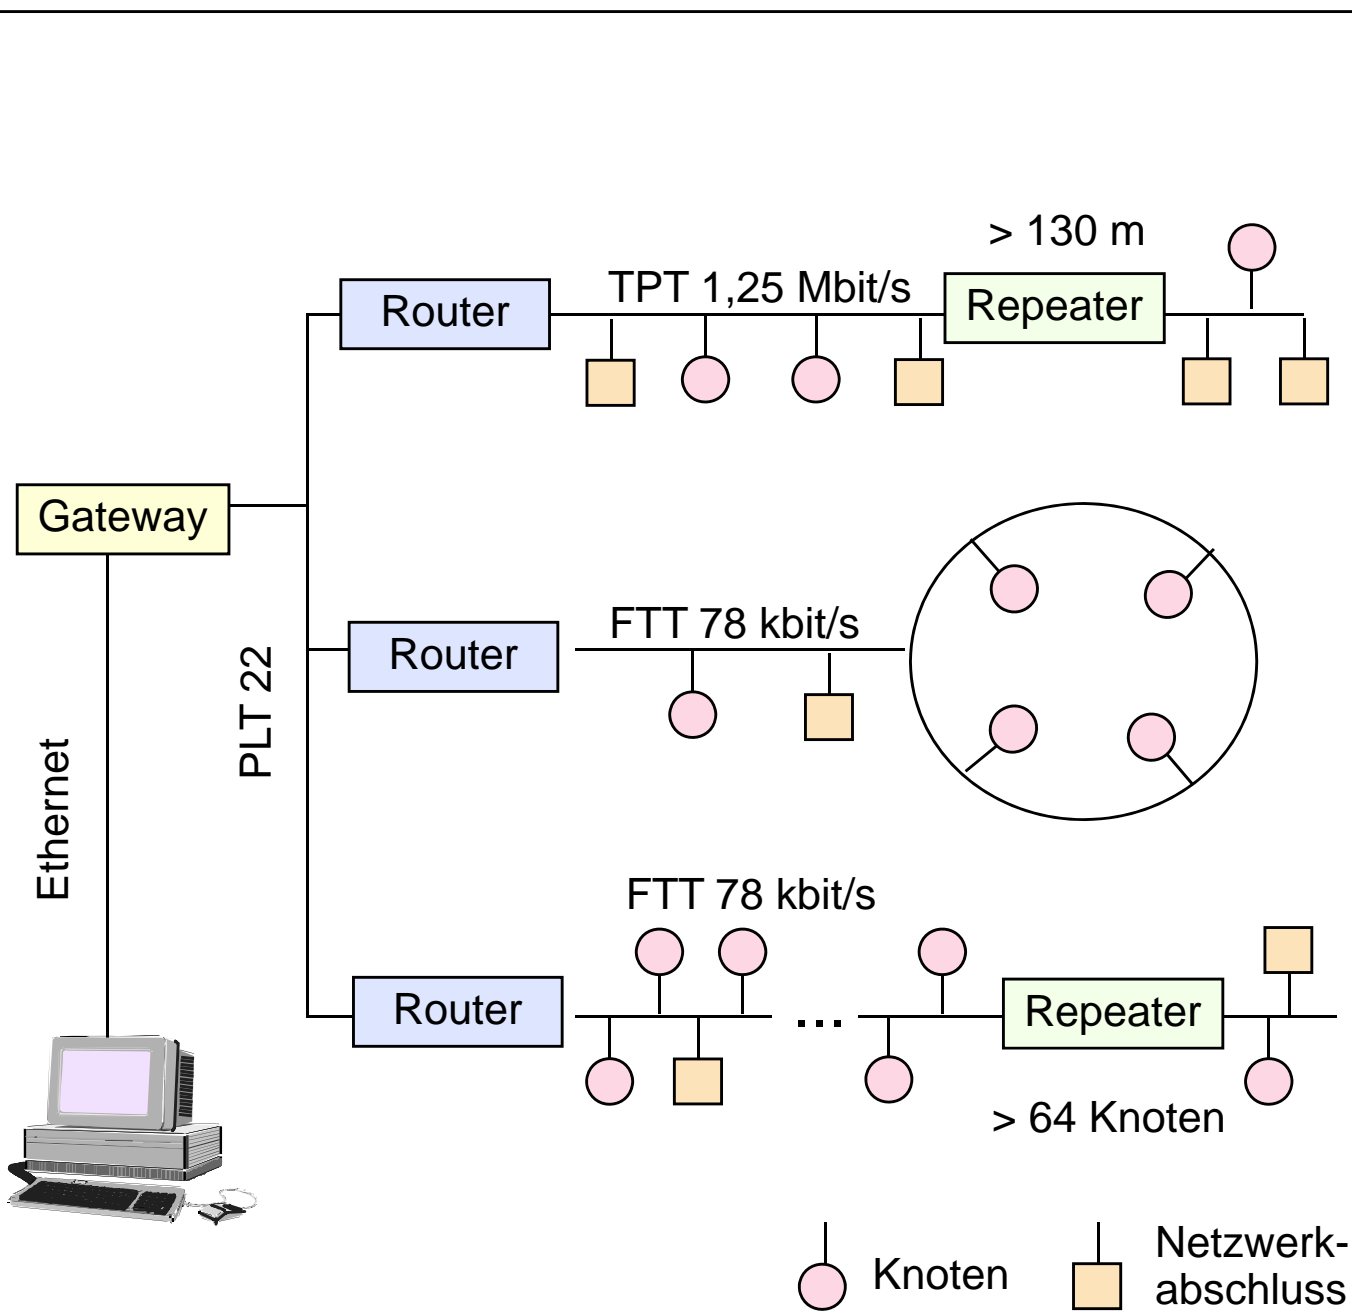 > 130 m
Router
TPT 1,25 Mbit/s
Repeater
Gateway
FTT 78 kbit/s
Router
PLT 22
Ethernet
FTT 78 kbit/s
Router
...
Repeater
> 64 Knoten
Knoten
Netzwerk-
abschluss